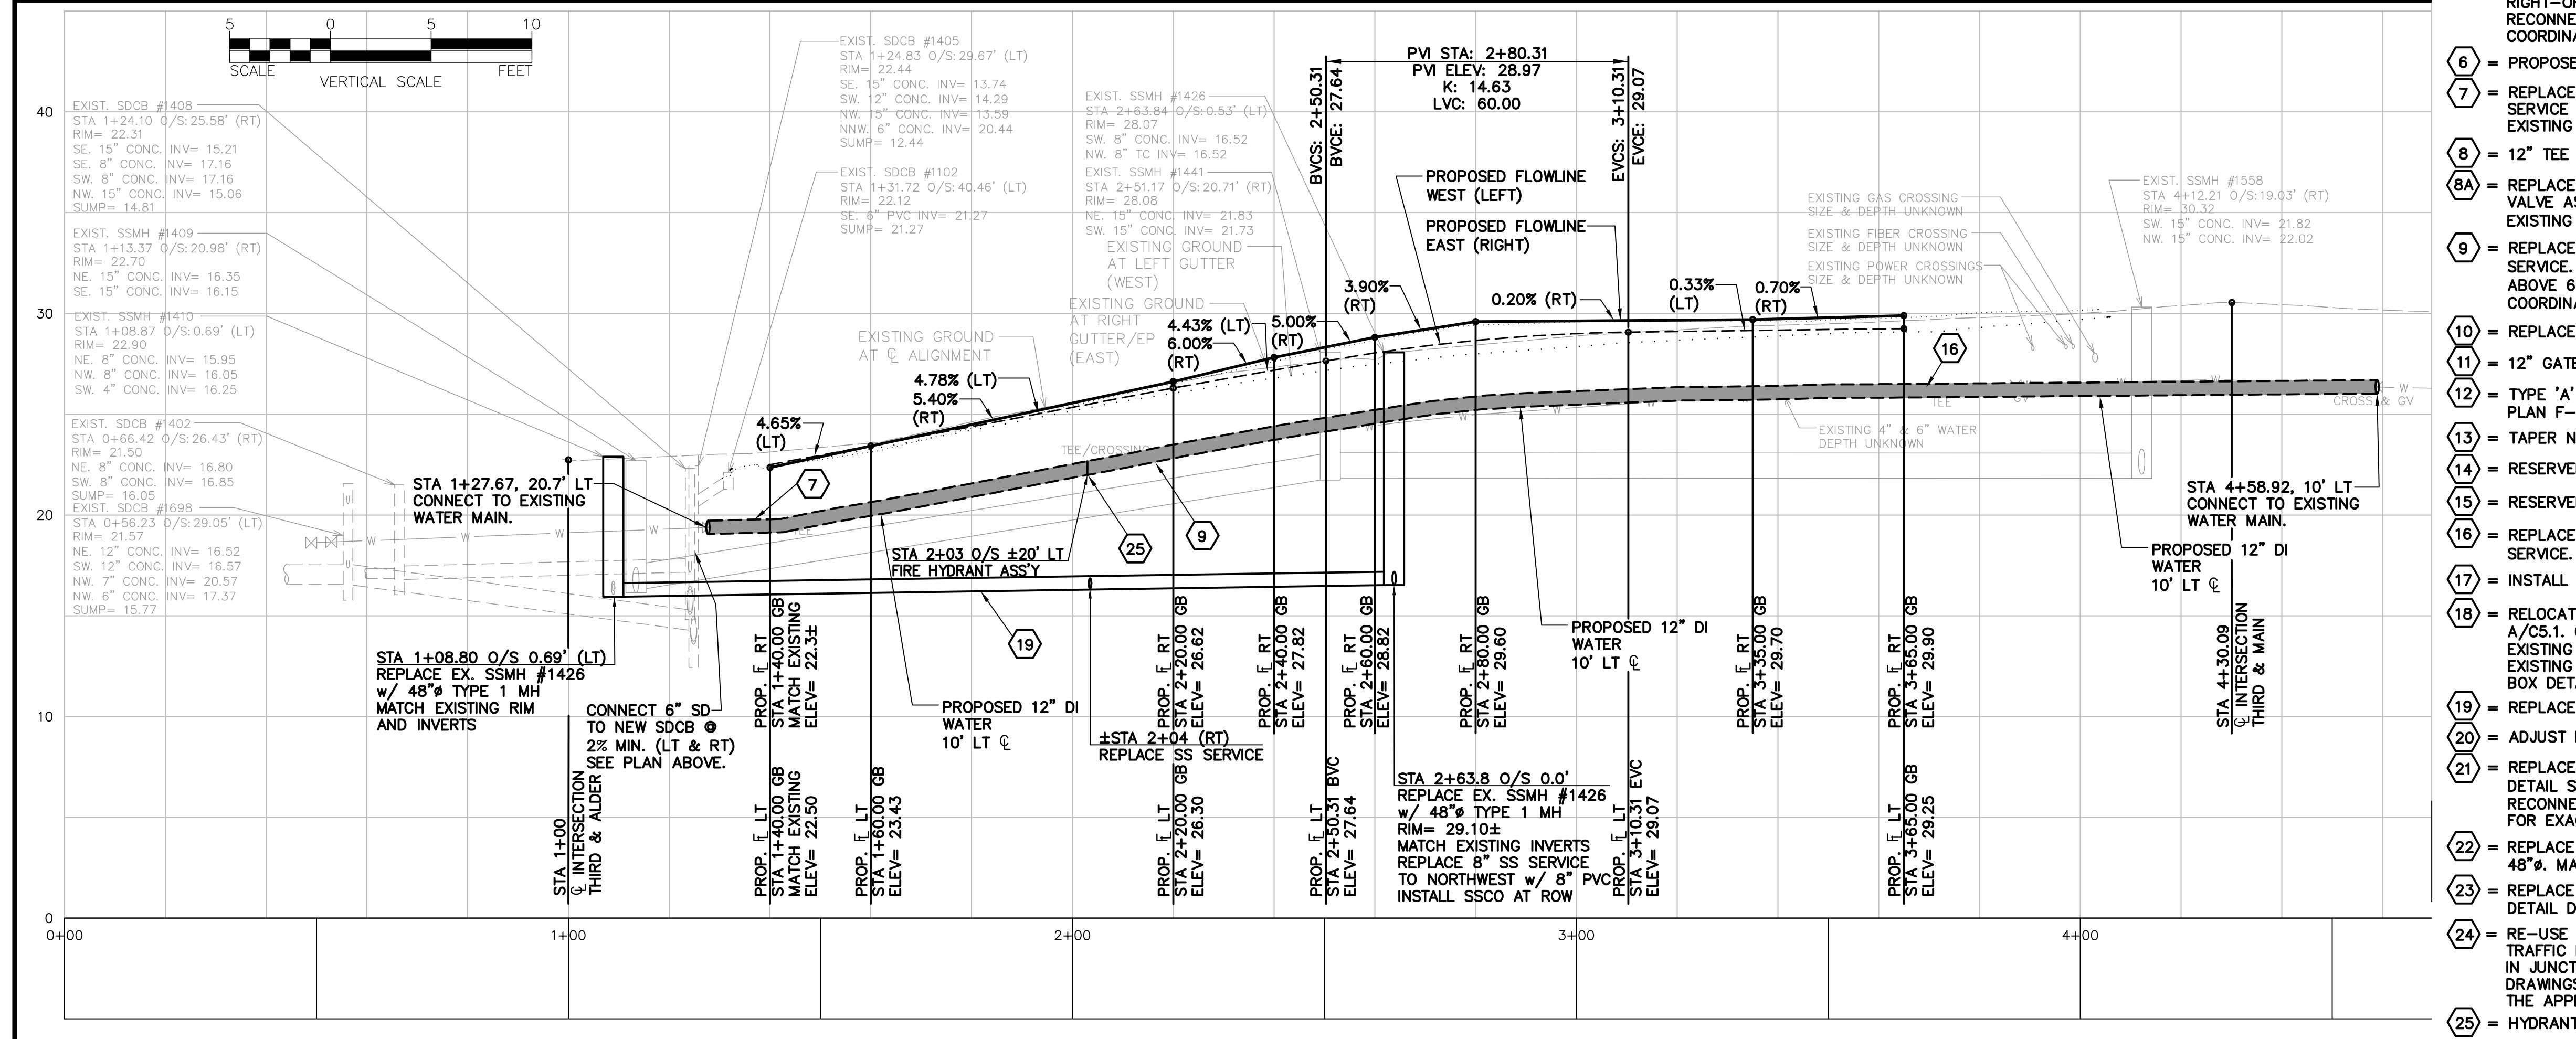 5 0 5 10
SCALE
VERTICAL SCALE
FEET
40
30
20
10
0
0+00
1+00
2+00
3+00
4+00
EXIST. SDCB #1408
STA 1+24.10 O/S:25.58' (RT)
RIM= 22.31
SE. 15" CONC. INV= 15.21
SE. 8" CONC. INV= 17.16
SW. 8" CONC. INV= 17.16
NW. 15" CONC. INV= 15.06
SUMP= 14.81
EXIST. SSMH #1409
STA 1+13.37 O/S:20.98' (RT)
RIM= 22.70
NE. 15" CONC. INV= 16.35
SE. 15" CONC. INV= 16.15
EXIST. SSMH #1410
STA 1+08.87 O/S:0.69' (LT)
RIM= 22.90
NE. 8" CONC. INV= 15.95
NW. 8" CONC. INV= 16.05
SW. 4" CONC. INV= 16.25
EXIST. SDCB #1402
STA 0+66.42 O/S:26.43' (RT)
RIM= 21.50
NE. 8" CONC. INV= 16.80
SW. 8" CONC. INV= 16.85
SUMP= 16.05
EXIST. SDCB #1698
STA 0+56.23 O/S:29.05' (LT)
RIM= 21.57
NE. 12" CONC. INV= 16.52
SW. 12" CONC. INV= 16.57
NW. 7" CONC. INV= 20.57
NW. 6" CONC. INV= 17.37
SUMP= 15.77
EXIST. SDCB #1405
STA 1+24.83 O/S:29.67' (LT)
RIM= 22.44
SE. 15" CONC. INV= 13.74
SW. 12" CONC. INV= 14.29
NW. 15" CONC. INV= 13.59
NNW. 6" CONC. INV= 20.44
SUMP= 12.44
EXIST. SDCB #1102
STA 1+31.72 O/S:40.46' (LT)
RIM= 22.12
SE. 6" PVC INV= 21.27
SUMP= 21.27
EXIST. SSMH #1426
STA 2+63.84 O/S:0.53' (LT)
RIM= 28.07
SW. 8" CONC. INV= 16.52
NW. 8" TC INV= 16.52
EXIST. SSMH #1441
STA 2+51.17 O/S:20.71' (RT)
RIM= 28.08
NE. 15" CONC. INV= 21.83
SW. 15" CONC. INV= 21.73
EXISTING GROUND
AT LEFT GUTTER
(WEST)
EXISTING GROUND
AT RIGHT
GUTTER/EP
(EAST)
EXISTING GROUND
AT ℄ ALIGNMENT
PVI STA: 2+80.31
PVI ELEV: 28.97
K: 14.63
LVC: 60.00
BVCS: 2+50.31
BVCE: 27.64
EVCS: 3+10.31
EVCE: 29.07
PROPOSED FLOWLINE
WEST (LEFT)
PROPOSED FLOWLINE
EAST (RIGHT)
EXISTING GAS CROSSING
SIZE & DEPTH UNKNOWN
EXISTING FIBER CROSSING
SIZE & DEPTH UNKNOWN
EXISTING POWER CROSSINGS
SIZE & DEPTH UNKNOWN
EXIST. SSMH #1558
STA 4+12.21 O/S:19.03' (RT)
RIM= 30.32
SW. 15" CONC. INV= 21.82
NW. 15" CONC. INV= 22.02
4.65%
(LT)
4.78% (LT)
5.40%
(RT)
4.43% (LT)
6.00%
(RT)
5.00%
(RT)
3.90%
(RT)
0.20% (RT)
0.33%
(LT)
0.70%
(RT)
7
9
25
19
16
TEE
TEE/CROSSING
TEE
GV
CROSS & GV
W W W W W W W W W W W
EXISTING 4" & 6" WATER
DEPTH UNKNOWN
STA 1+27.67, 20.7' LT
CONNECT TO EXISTING
WATER MAIN.
STA 2+03 O/S ±20' LT
FIRE HYDRANT ASS'Y
STA 4+58.92, 10' LT
CONNECT TO EXISTING
WATER MAIN.
PROPOSED 12" DI
WATER
10' LT ℄
PROPOSED 12" DI
WATER
10' LT ℄
PROPOSED 12" DI
WATER
10' LT ℄
STA 1+08.80 O/S 0.69' (LT)
REPLACE EX. SSMH #1426
w/ 48"ø TYPE 1 MH
MATCH EXISTING RIM
AND INVERTS
CONNECT 6" SD
TO NEW SDCB @
2% MIN. (LT & RT)
SEE PLAN ABOVE.
±STA 2+04 (RT)
REPLACE SS SERVICE
STA 2+63.8 O/S 0.0'
REPLACE EX. SSMH #1426
w/ 48"ø TYPE 1 MH
RIM= 29.10±
MATCH EXISTING INVERTS
REPLACE 8" SS SERVICE
TO NORTHWEST w/ 8" PVC
INSTALL SSCO AT ROW
STA 1+00
℄ INTERSECTION
THIRD & ALDER
PROP. FL RT
STA 1+40.00 GB
MATCH EXISTING
ELEV= 22.3±
PROP. FL LT
STA 1+40.00 GB
MATCH EXISTING
ELEV= 22.50
PROP. FL LT
STA 1+60.00 GB
ELEV= 23.43
PROP. FL RT
STA 2+20.00 GB
ELEV= 26.62
PROP. FL LT
STA 2+20.00 GB
ELEV= 26.30
PROP. FL RT
STA 2+40.00 GB
ELEV= 27.82
PROP. FL LT
STA 2+50.31 BVC
ELEV= 27.64
PROP. FL RT
STA 2+60.00 GB
ELEV= 28.82
PROP. FL RT
STA 2+80.00 GB
ELEV= 29.60
PROP. FL LT
STA 3+10.31 EVC
ELEV= 29.07
PROP. FL RT
STA 3+35.00 GB
ELEV= 29.70
PROP. FL RT
STA 3+65.00 GB
ELEV= 29.90
PROP. FL LT
STA 3+65.00 GB
ELEV= 29.25
STA 4+30.09
℄ INTERSECTION
THIRD & MAIN
RECONNE
COORDINA
6 = PROPOSE
7 = REPLACE
SERVICE
EXISTING
8 = 12" TEE
8A = REPLACE
VALVE AS
EXISTING
9 = REPLACE
SERVICE.
ABOVE 6
COORDINA
10 = REPLACE
11 = 12" GATE
12 = TYPE 'A'
PLAN F-
13 = TAPER N
14 = RESERVE
15 = RESERVE
16 = REPLACE
SERVICE.
17 = INSTALL
18 = RELOCAT
A/C5.1.
EXISTING
EXISTING
BOX DETA
19 = REPLACE
20 = ADJUST
21 = REPLACE
DETAIL S
RECONNE
FOR EXA
22 = REPLACE
48"ø. MA
23 = REPLACE
DETAIL D
24 = RE-USE
TRAFFIC
IN JUNCT
DRAWINGS
THE APPI
25 = HYDRANT